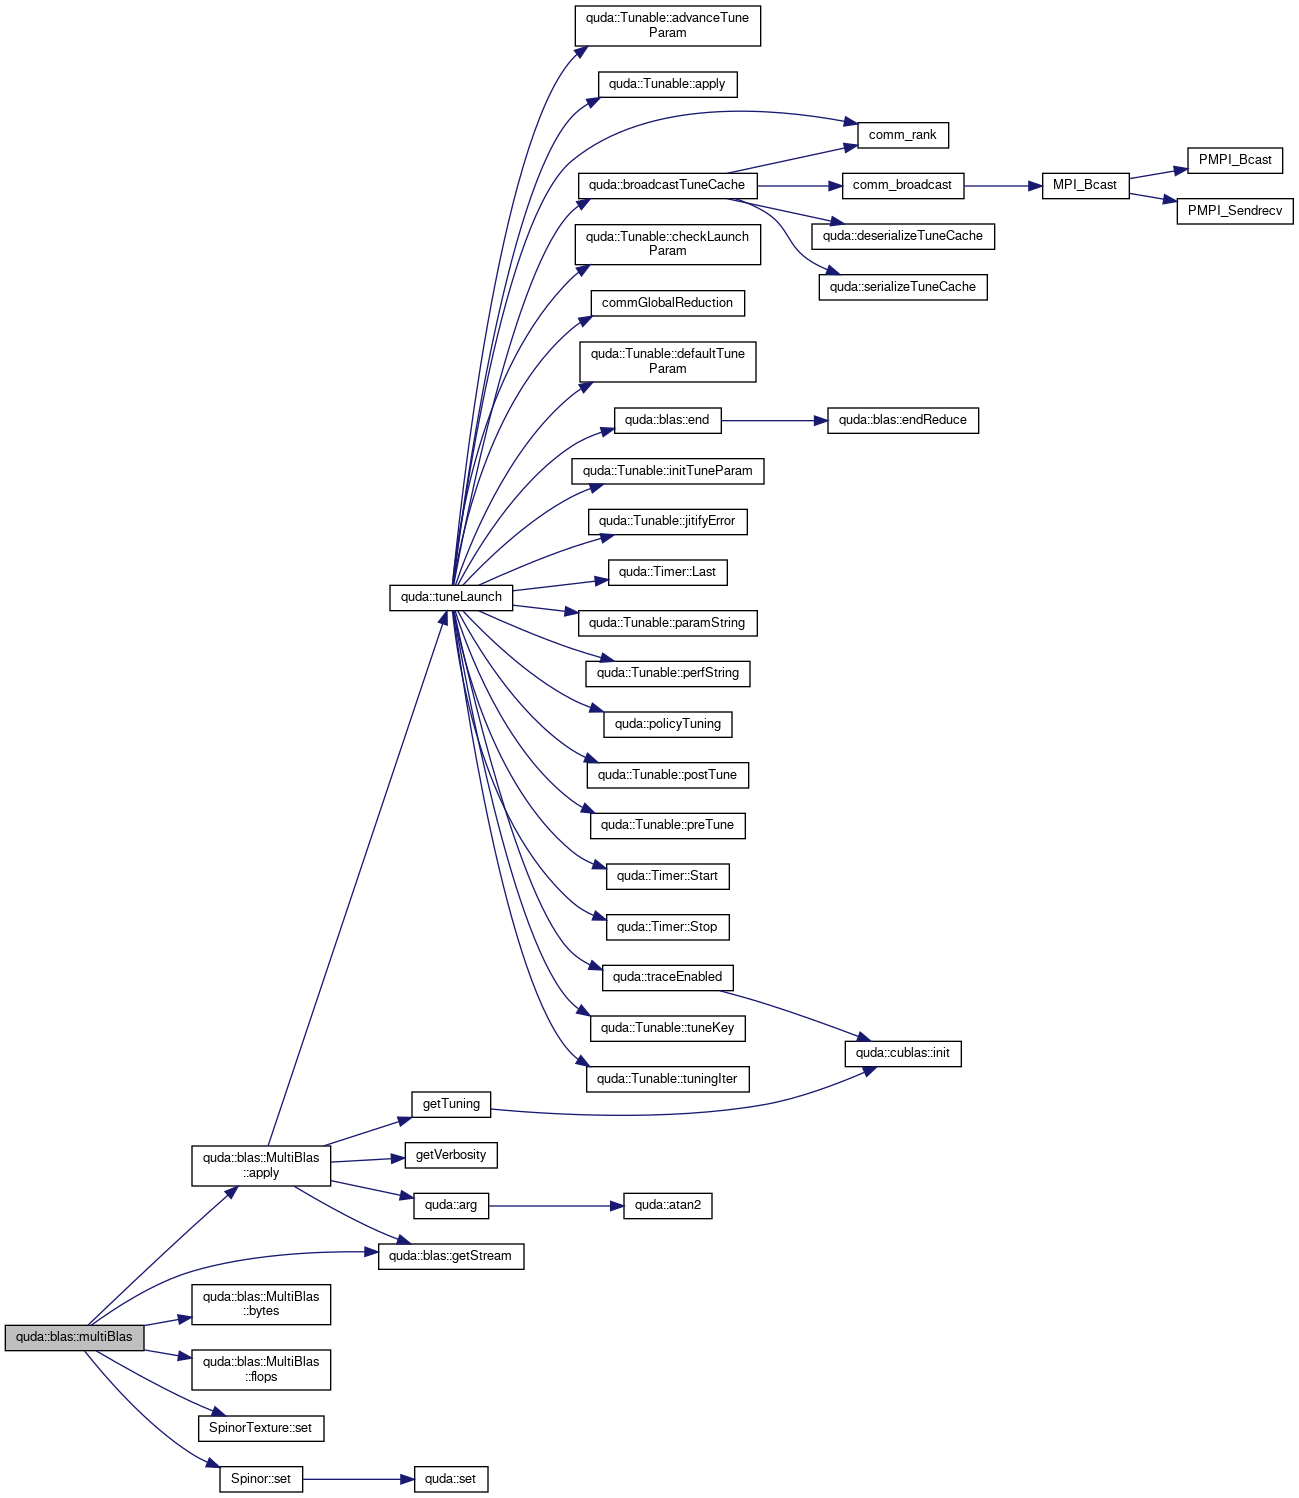 quda::Tunable::advanceTune
Param
quda::Tunable::apply
comm_rank
PMPI_Bcast
quda::broadcastTuneCache
comm_broadcast
MPI_Bcast
PMPI_Sendrecv
quda::Tunable::checkLaunch
Param
quda::deserializeTuneCache
quda::serializeTuneCache
commGlobalReduction
quda::Tunable::defaultTune
Param
quda::blas::end
quda::blas::endReduce
quda::Tunable::initTuneParam
quda::Tunable::jitifyError
quda::Timer::Last
quda::tuneLaunch
quda::Tunable::paramString
quda::Tunable::perfString
quda::policyTuning
quda::Tunable::postTune
quda::Tunable::preTune
quda::Timer::Start
quda::Timer::Stop
quda::traceEnabled
quda::Tunable::tuneKey
quda::cublas::init
quda::Tunable::tuningIter
getTuning
quda::blas::MultiBlas
::apply
getVerbosity
quda::arg
quda::atan2
quda::blas::getStream
quda::blas::MultiBlas
::bytes
quda::blas::multiBlas
quda::blas::MultiBlas
::flops
SpinorTexture::set
Spinor::set
quda::set